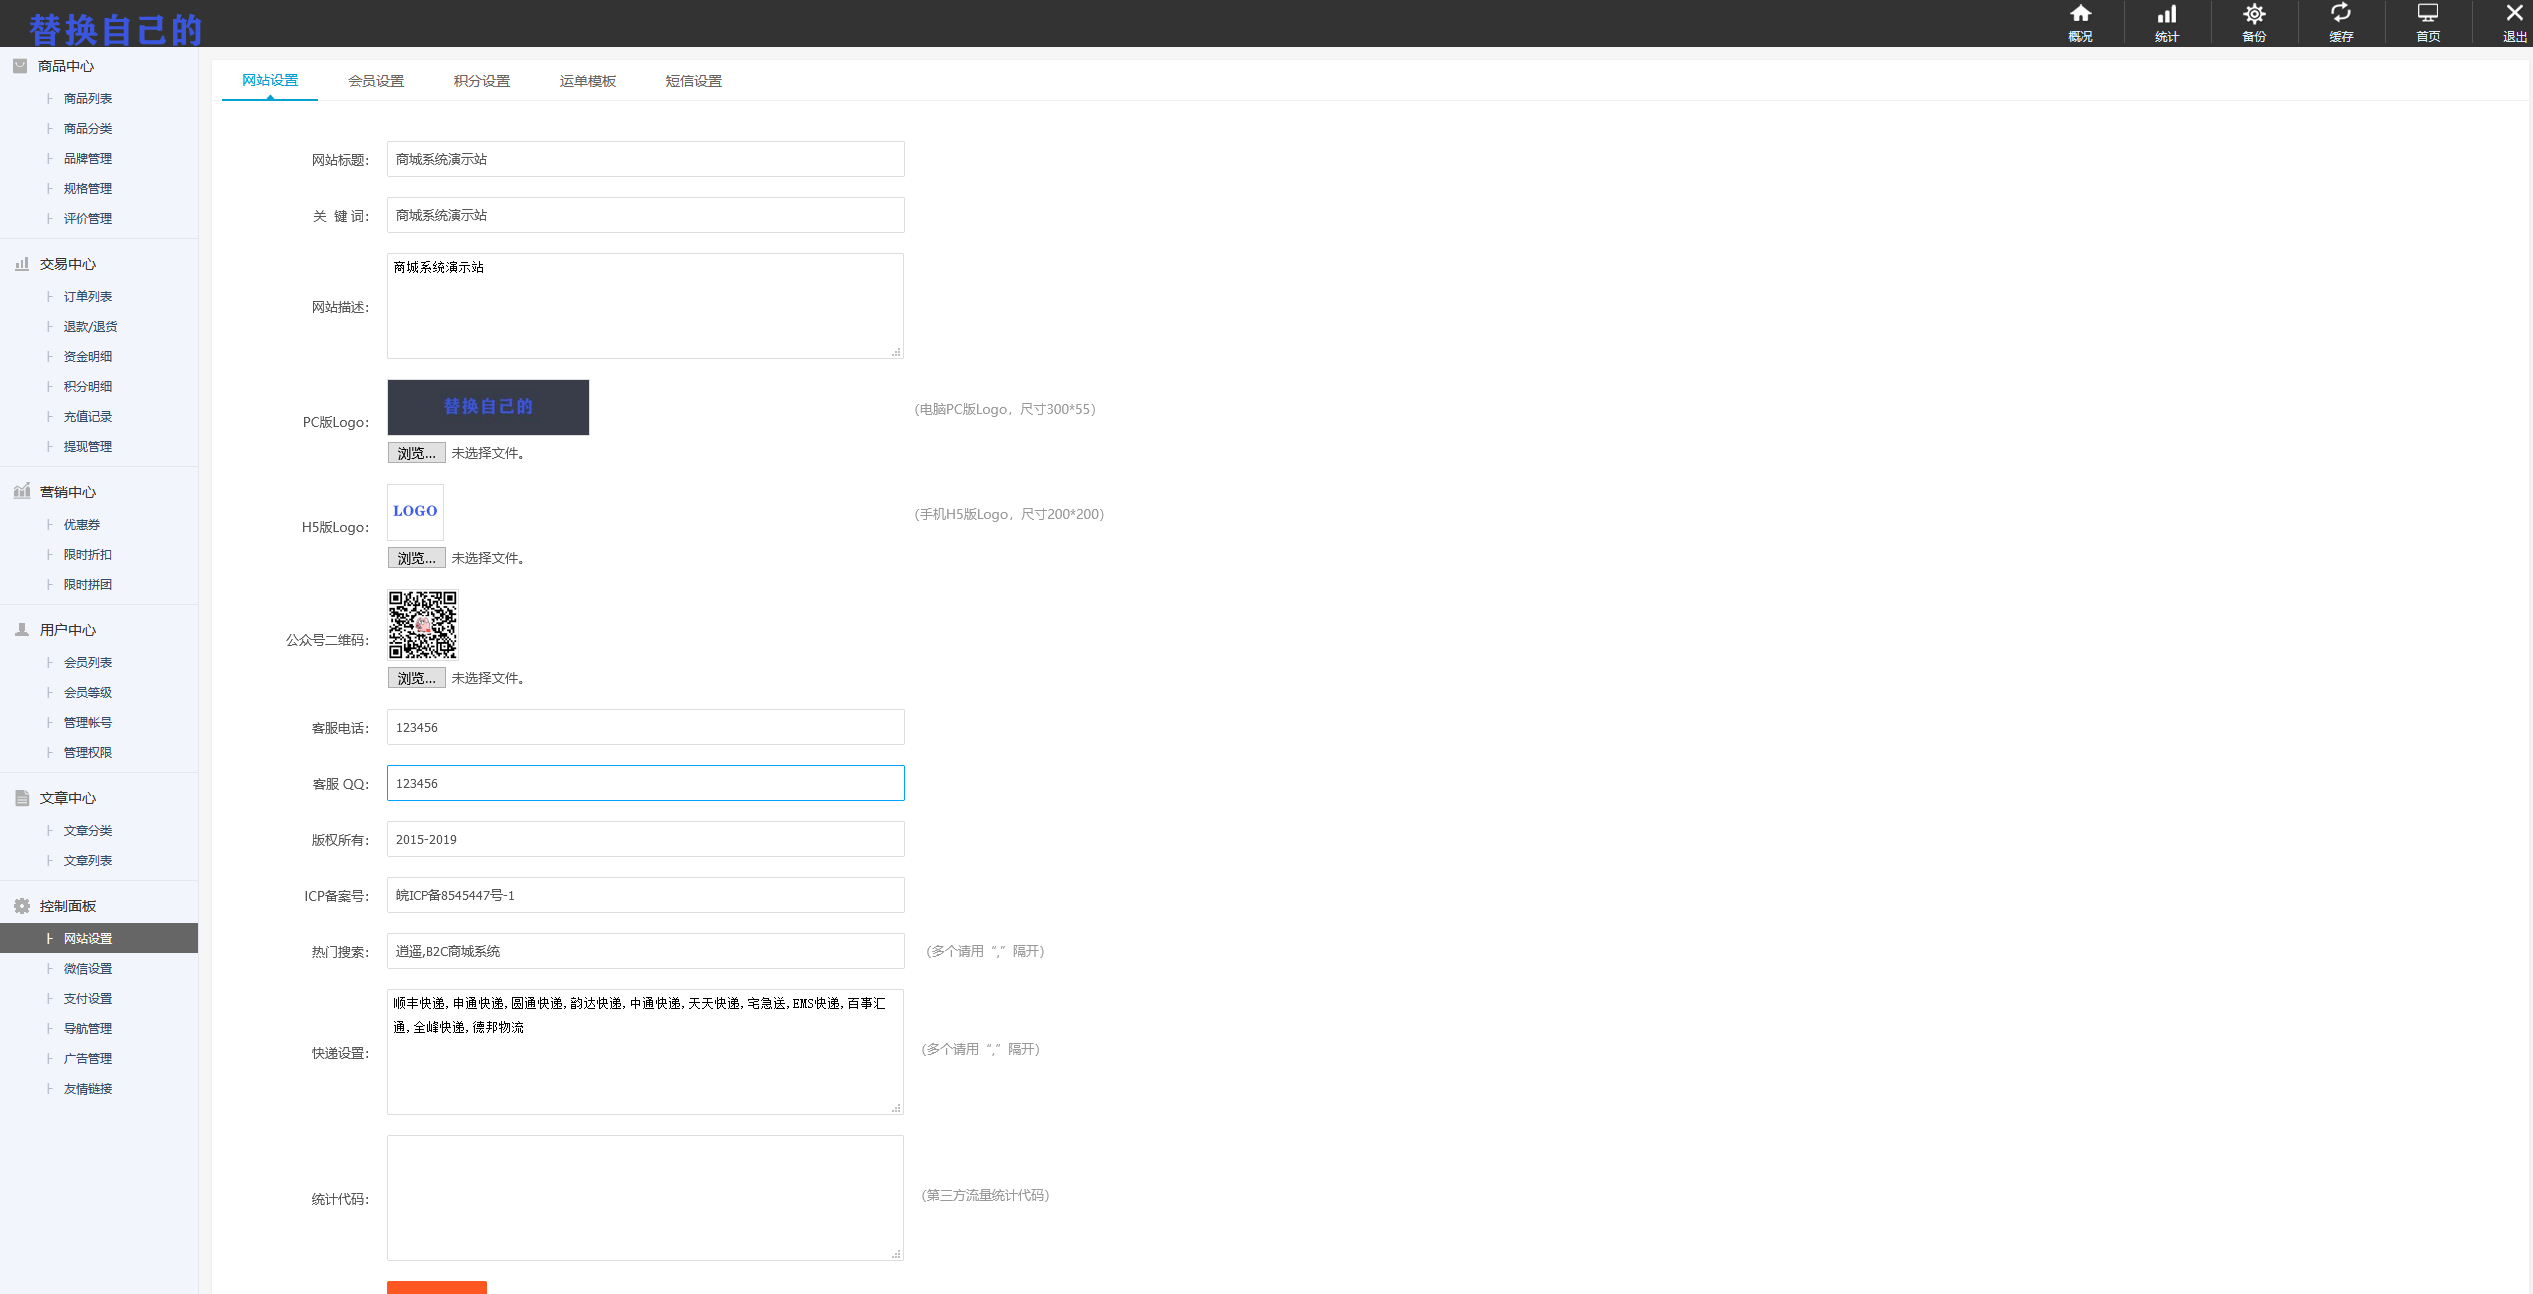 替换自己的
概况
统计
备份
缓存
首页
退出
商品中心
商品列表
商品分类
品牌管理
规格管理
评价管理
交易中心
订单列表
退款/退货
资金明细
积分明细
充值记录
提现管理
营销中心
优惠券
限时折扣
限时拼团
用户中心
会员列表
会员等级
管理帐号
管理权限
文章中心
文章分类
文章列表
控制面板
网站设置
微信设置
支付设置
导航管理
广告管理
友情链接
网站设置 会员设置 积分设置 运单模板 短信设置
网站标题： 商城系统演示站
关 键 词： 商城系统演示站
网站描述： 商城系统演示站
PC版Logo： 替换自己的 （电脑PC版Logo，尺寸300*55）
浏览... 未选择文件。
H5版Logo： LOGO （手机H5版Logo，尺寸200*200）
浏览... 未选择文件。
公众号二维码：
浏览... 未选择文件。
客服电话： 123456
客服 QQ： 123456
版权所有： 2015-2019
ICP备案号： 皖ICP备8545447号-1
热门搜索： 逍遥,B2C商城系统 （多个请用“,”隔开）
快递设置： 顺丰快递,申通快递,圆通快递,韵达快递,中通快递,天天快递,宅急送,EMS快递,百事汇
通,全峰快递,德邦物流
（多个请用“,”隔开）
统计代码： （第三方流量统计代码）